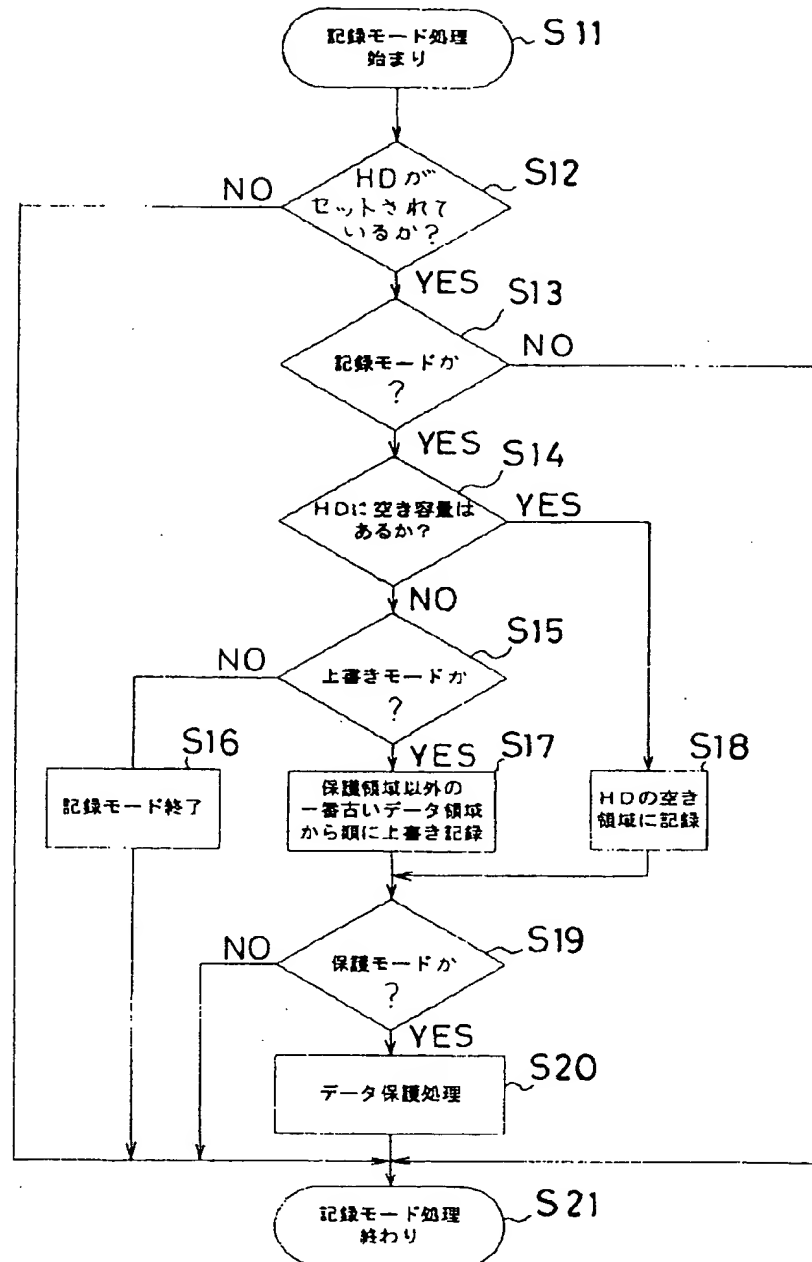 記録モード処理
始まり
S11
HDが
セットされて
いるか?
S12
NO
YES
S13
記録モードか
?
NO
YES
S14
HDに空き容量は
あるか?
YES
NO
S15
上書きモードか
?
NO
YES
S16
記録モード終了
S17
保護領域以外の
一番古いデータ領域
から順に上書き記録
S18
HDの空き
領域に記録
S19
保護モードか
?
NO
YES
S20
データ保護処理
記録モード処理
終わり
S21